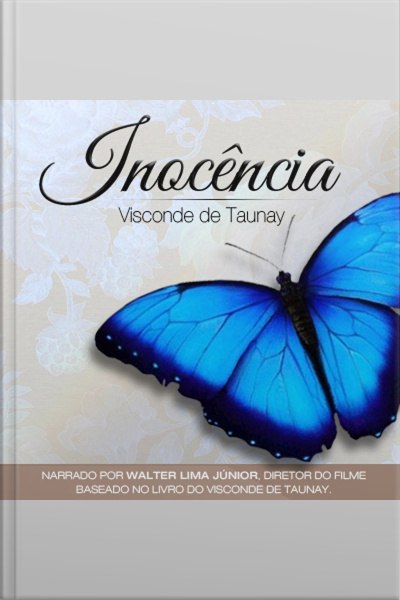 Inocência
Visconde de Taunay
NARRADO POR WALTER LIMA JÚNIOR, DIRETOR DO FILME
BASEADO NO LIVRO DO VISCONDE DE TAUNAY.